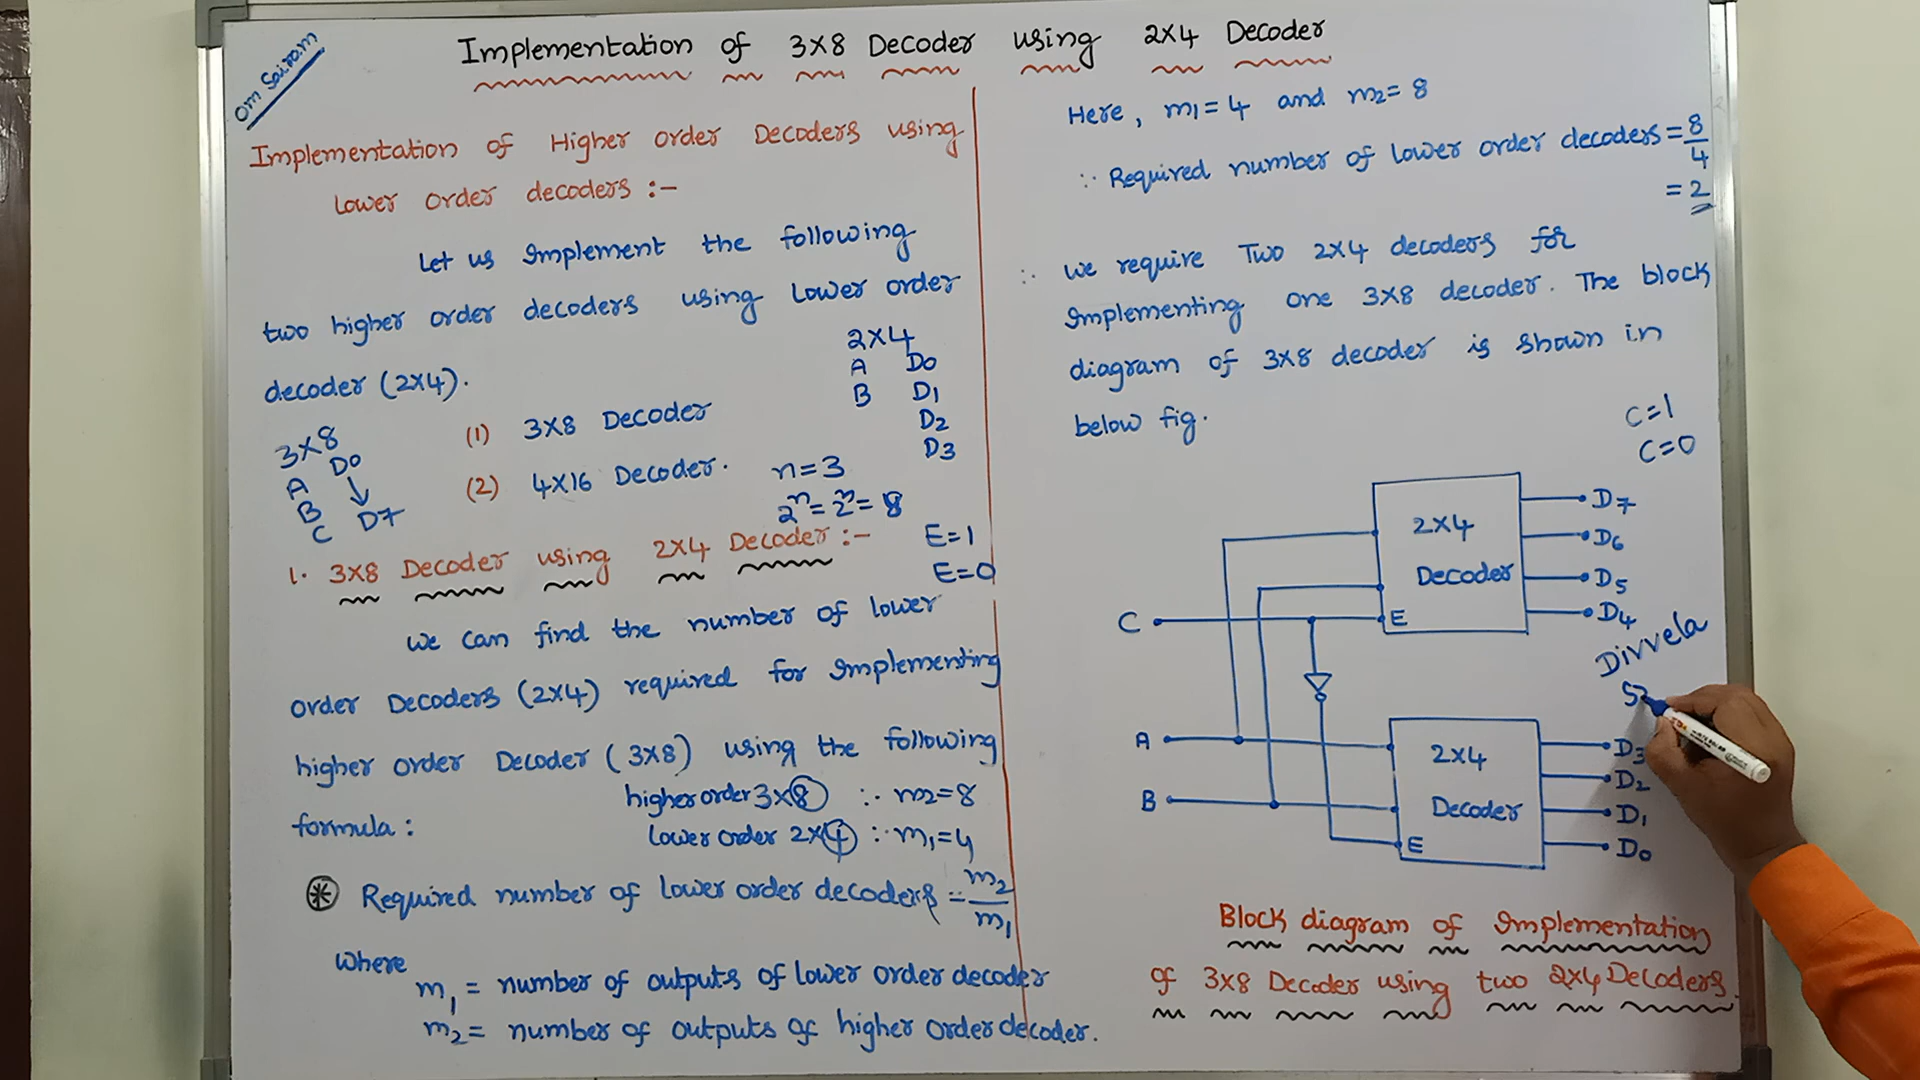 Om Sairam
Implementation of 3x8 Decoder using 2x4 Decoder
Implementation of Higher order Decoders using
Lower order decoders :-
Let us Implement the following
two higher order decoders using Lower order
decoder (2x4).
2x4
A D0
B D1
D2
D3
3x8
A D0
B ↓
C D7
(1) 3x8 Decoder
(2) 4x16 Decoder.
n=3
2ⁿ = 2ⁿ = 8
1. 3x8 Decoder using 2x4 Decoder :-
E=1
E=0
We can find the number of lower
order Decoders (2x4) required for Implementing
higher order Decoder (3x8) using the following
formula :
higher order 3x8 ∴ m2=8
lower order 2x4 ∴ m1=4
* Required number of lower order decoders = m2/m1
Where
m1 = number of outputs of lower order decoder
m2 = number of outputs of higher order decoder.
Here, m1=4 and m2=8
∵ Required number of lower order decoders = 8/4
= 2
∴ We require Two 2x4 decoders for
Implementing one 3x8 decoder. The block
diagram of 3x8 decoder is shown in
below fig.
C=1
C=0
2x4
Decoder
E
D7
D6
D5
D4
C
A
B
2x4
Decoder
E
Divvela
D3
D2
D1
D0
Block diagram of Implementation
of 3x8 Decoder using two 2x4 Decoders.